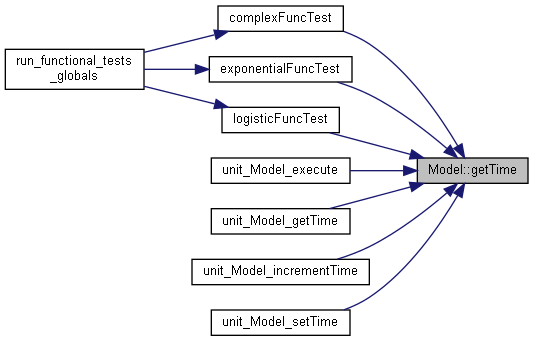 complexFuncTest
run_functional_tests
_globals
exponentialFuncTest
logisticFuncTest
Model::getTime
unit_Model_execute
unit_Model_getTime
unit_Model_incrementTime
unit_Model_setTime